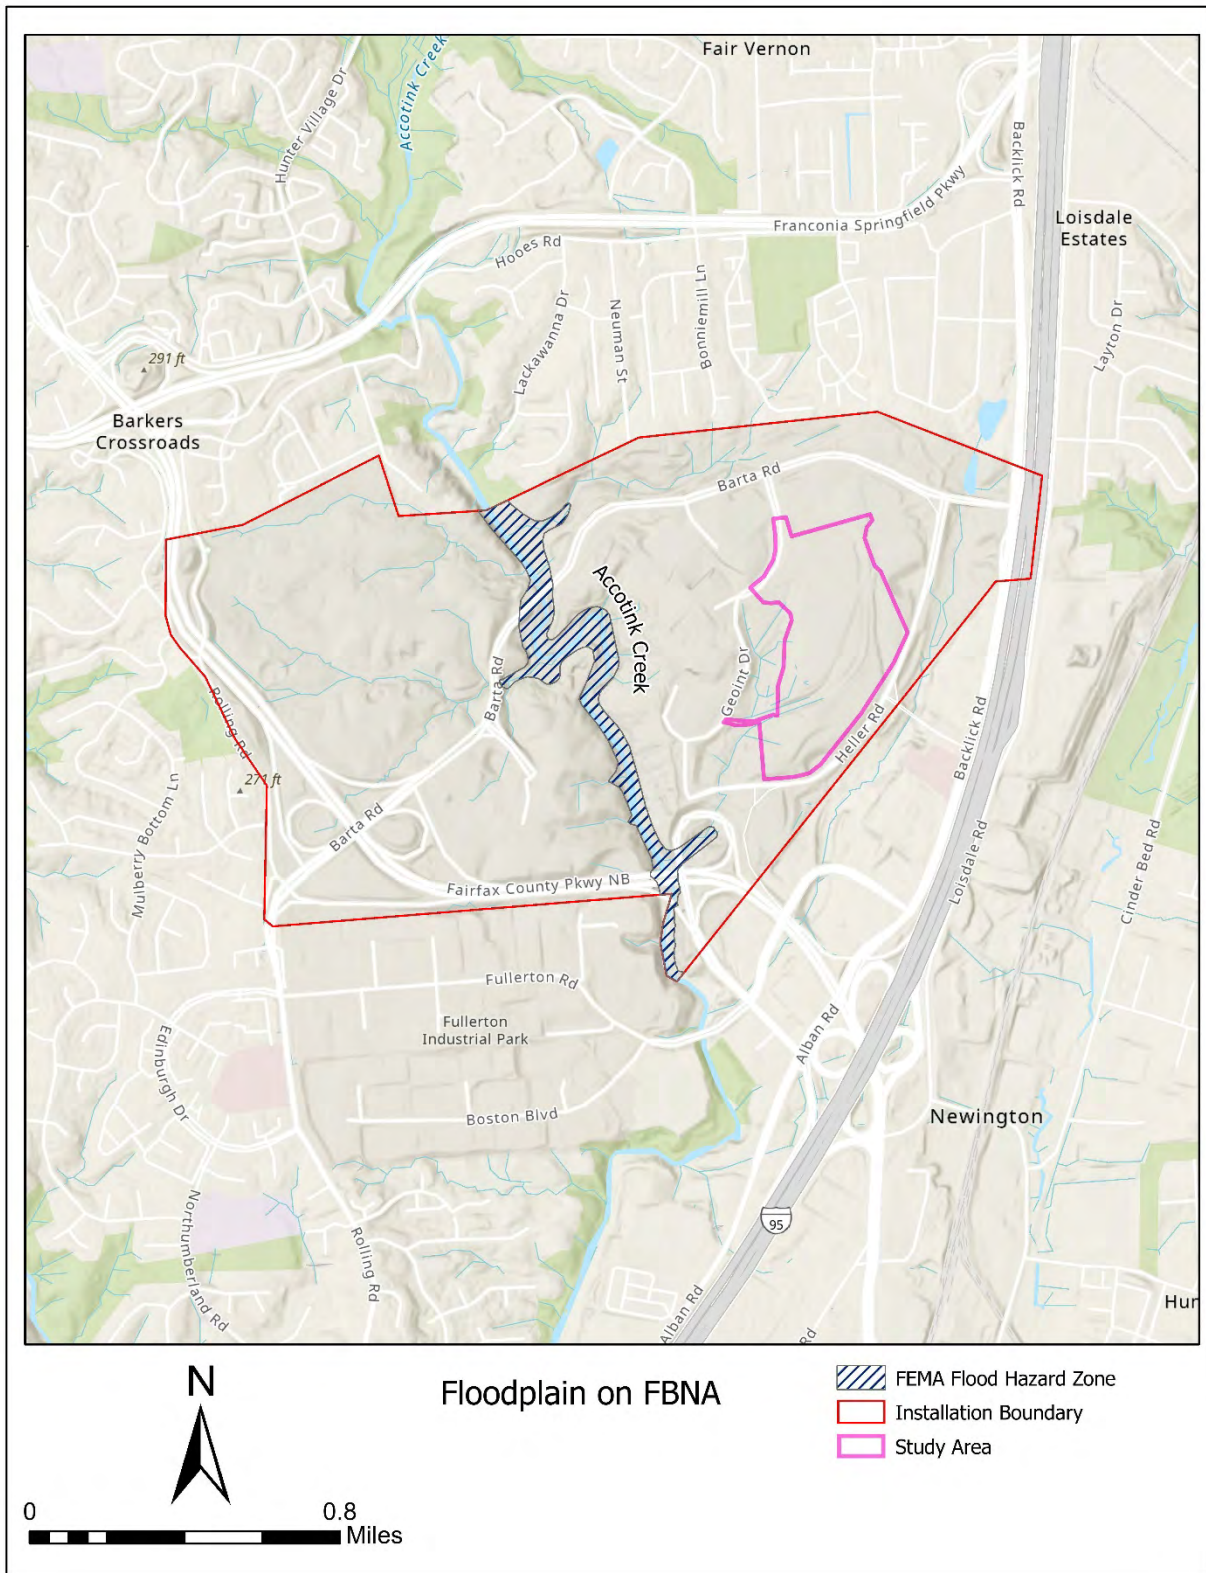 Fair Vernon
Accotink Creek
Hunter Village Dr
Backlick Rd
Franconia Springfield Pkwy
Loisdale
Estates
Hooes Rd
Lackawanna Dr
Neuman St
Bonniemill Ln
Layton Dr
291 ft
Barkers
Crossroads
Barta Rd
Accotink Creek
Geoint Dr
Barta Rd
Rolling Rd
Heller Rd
Backlick Rd
271 ft
Mulberry Bottom Ln
Barta Rd
Loisdale Rd
Cinder Bed Rd
Fairfax County Pkwy NB
Fullerton Rd
Fullerton
Industrial Park
Alban Rd
Edinburgh Dr
Boston Blvd
Newington
Northumberland Rd
Rolling Rd
95
Alban Rd
Rd
Hur
N
Floodplain on FBNA
FEMA Flood Hazard Zone
Installation Boundary
Study Area
0 0.8
Miles